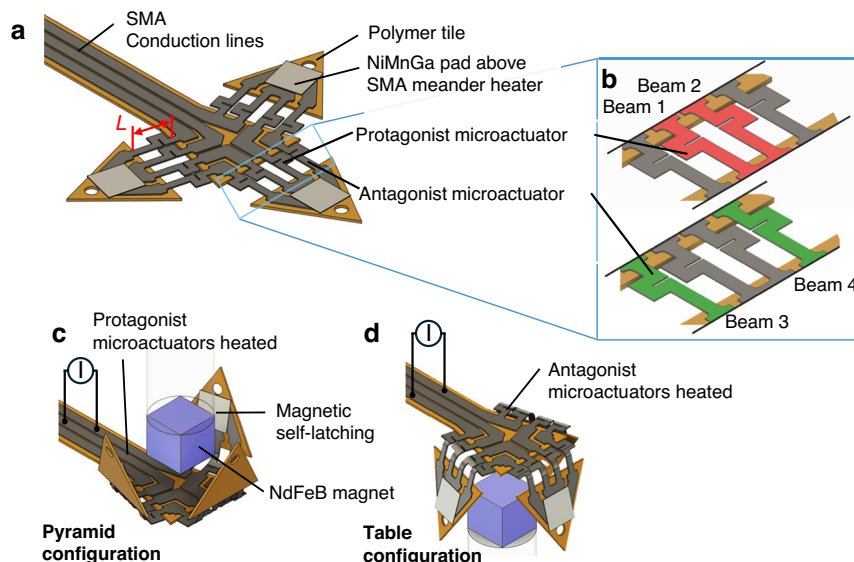 a
SMA
Conduction lines
Polymer tile
NiMnGa pad above
SMA meander heater
L
Protagonist microactuator
Antagonist microactuator
b
Beam 2
Beam 1
Beam 4
Beam 3
c
Protagonist
microactuators heated
I
Magnetic
self-latching
NdFeB magnet
Pyramid
configuration
d
I
Antagonist
microactuators heated
Table
configuration